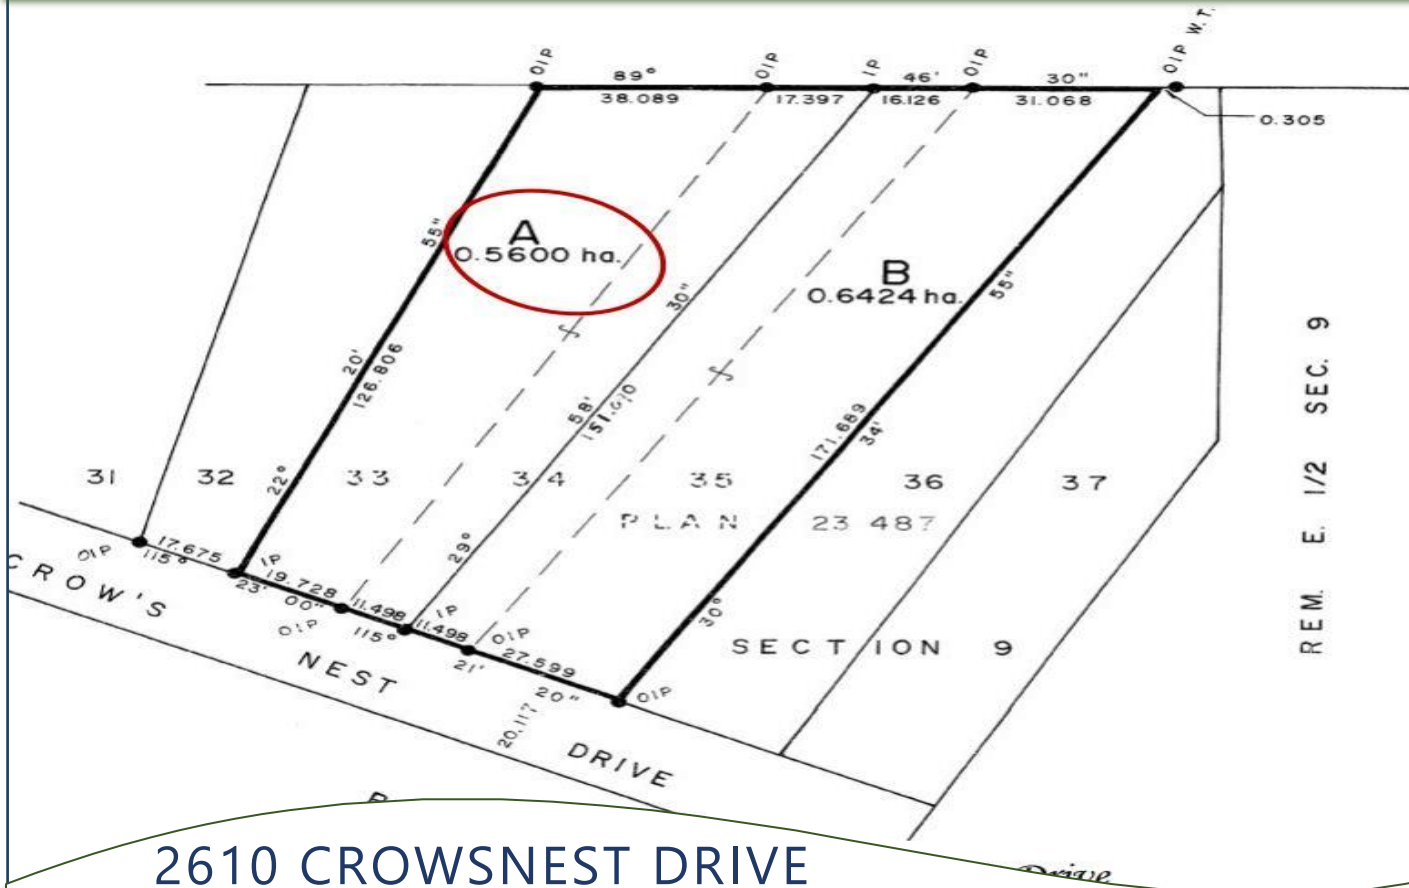 OIP
OIP
IP
OIP
OIP W.T.
89°
46'
30"
38.089
17.397
16.126
31.068
0.305
A
0.5600 ha.
B
0.6424 ha.
55"
20'
126.806
22°
30"
58'
29°
55"
171.689
34'
30°
31
32
33
34
35
36
37
PLAN 23 487
SECTION 9
REM. E. 1/2 SEC. 9
OIP
17.675
115°
IP
23'
19.728
00"
OIP
11.498
IP
115°
11.498
OIP
21'
27.599
20"
OIP
20.117
CROW'S
NEST
DRIVE
2610 CROWSNEST DRIVE
Drive